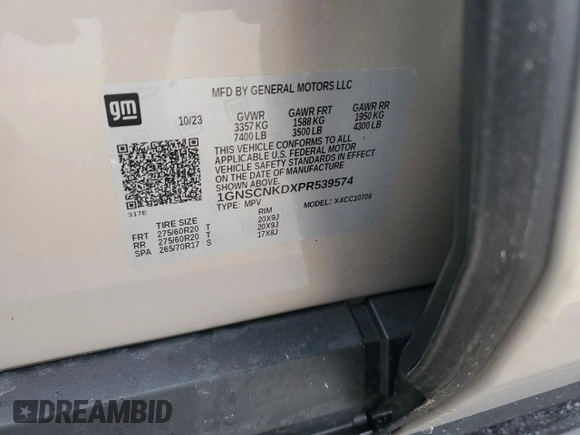 MFD BY GENERAL MOTORS LLC
gm
10/23 GVWR GAWR FRT GAWR RR
3357 KG 1588 KG 1950 KG
7400 LB 3500 LB 4300 LB
THIS VEHICLE CONFORMS TO ALL
APPLICABLE U.S. FEDERAL MOTOR
VEHICLE SAFETY STANDARDS IN EFFECT
ON THE DATE OF MANUFACTURE
SHOWN ABOVE.
1GNSCNKDXPR539574
TYPE: MPV MODEL: X4CC10706
317E
TIRE SIZE RIM
FRT 275/60R20 T 20X9J
RR 275/60R20 T 20X9J
SPA 265/70R17 S 17X8J
DREAMBID